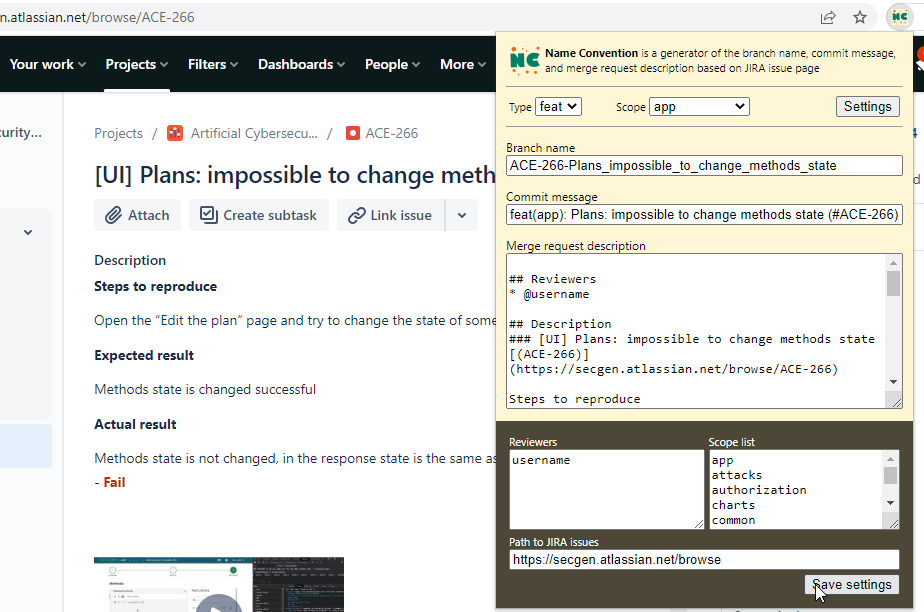 n.atlassian.net/browse/ACE-266
NC
Your work
Projects
Filters
Dashboards
People
More
NC
Name Convention is a generator of the branch name, commit message,
and merge request description based on JIRA issue page
Type feat
Scope app
Settings
curity...
Projects / Artificial Cybersecu... / ACE-266
[UI] Plans: impossible to change meth
Attach
Create subtask
Link issue
Description
Steps to reproduce
Open the “Edit the plan” page and try to change the state of some
Expected result
Methods state is changed successful
Actual result
Methods state is not changed, in the response state is the same as
- Fail
Branch name
ACE-266-Plans_impossible_to_change_methods_state
Commit message
feat(app): Plans: impossible to change methods state (#ACE-266)
Merge request description
## Reviewers
* @username
## Description
### [UI] Plans: impossible to change methods state
[(ACE-266)]
(https://secgen.atlassian.net/browse/ACE-266)
Steps to reproduce
Reviewers
username
Scope list
app
attacks
authorization
charts
common
Path to JIRA issues
https://secgen.atlassian.net/browse
Save settings